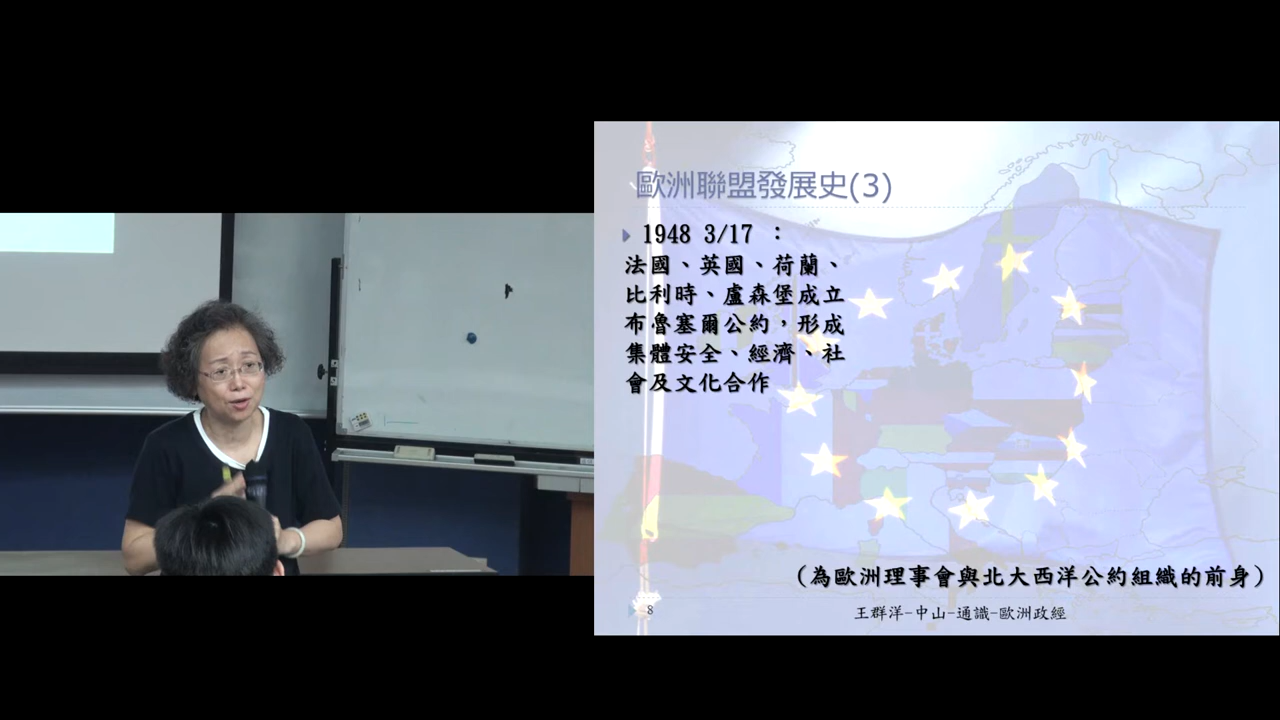 歐洲聯盟發展史(3)
1948 3/17 ：
法國、英國、荷蘭、
比利時、盧森堡成立
布魯塞爾公約，形成
集體安全、經濟、社
會及文化合作
(為歐洲理事會與北大西洋公約組織的前身)
8
王群洋-中山-通識-歐洲政經